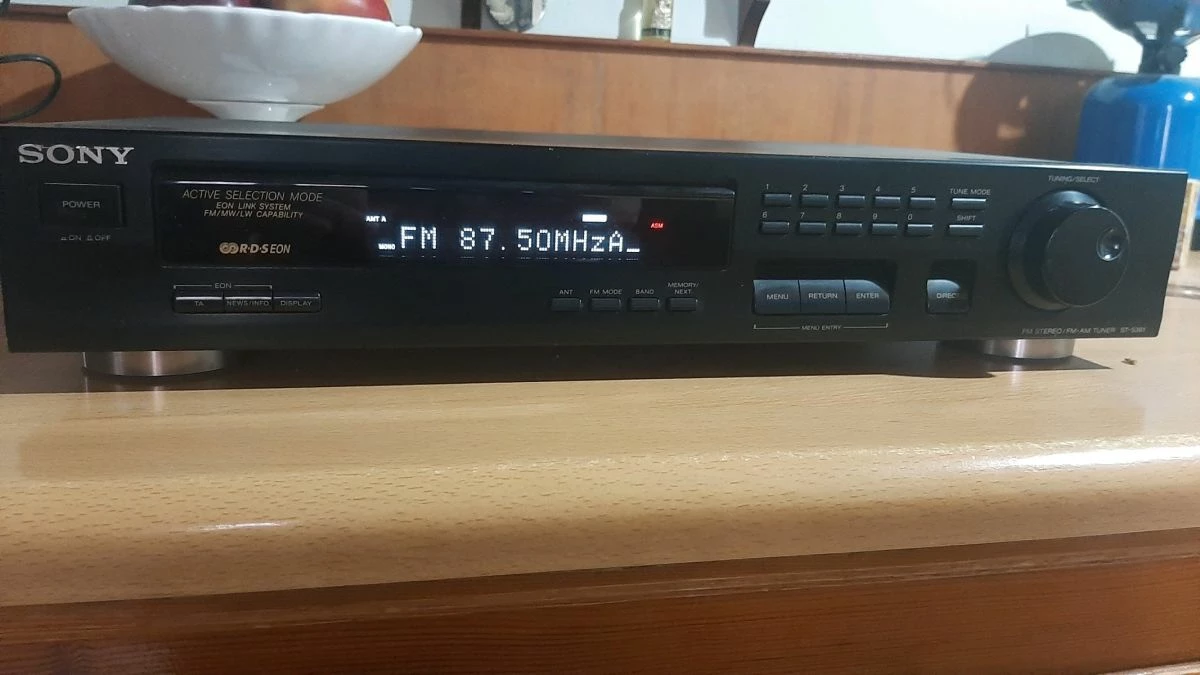 SONY
POWER
ON OFF
ACTIVE SELECTION MODE
EON LINK SYSTEM
FM/MW/LW CAPABILITY
R·D·S EON
EON
TA NEWS/INFO DISPLAY
ANT A
ASM
MONO
FM 87.50MHzA_
ANT FM MODE BAND MEMORY/NEXT
1 2 3 4 5 TUNE MODE
6 7 8 9 0 SHIFT
MENU RETURN ENTER
MENU ENTRY
DIRECT
TUNING/SELECT
FM STEREO/FM-AM TUNER